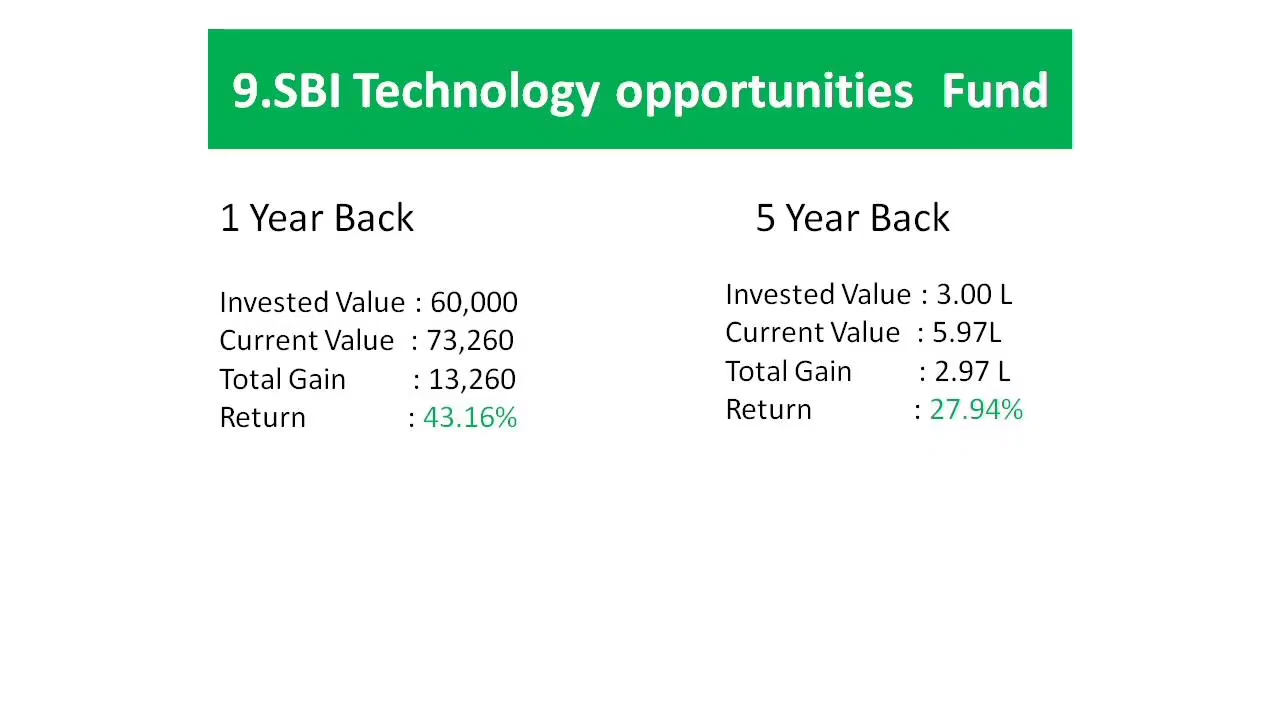 9.SBI Technology opportunities Fund
1 Year Back
Invested Value : 60,000
Current Value : 73,260
Total Gain : 13,260
Return : 43.16%
5 Year Back
Invested Value : 3.00 L
Current Value : 5.97L
Total Gain : 2.97 L
Return : 27.94%